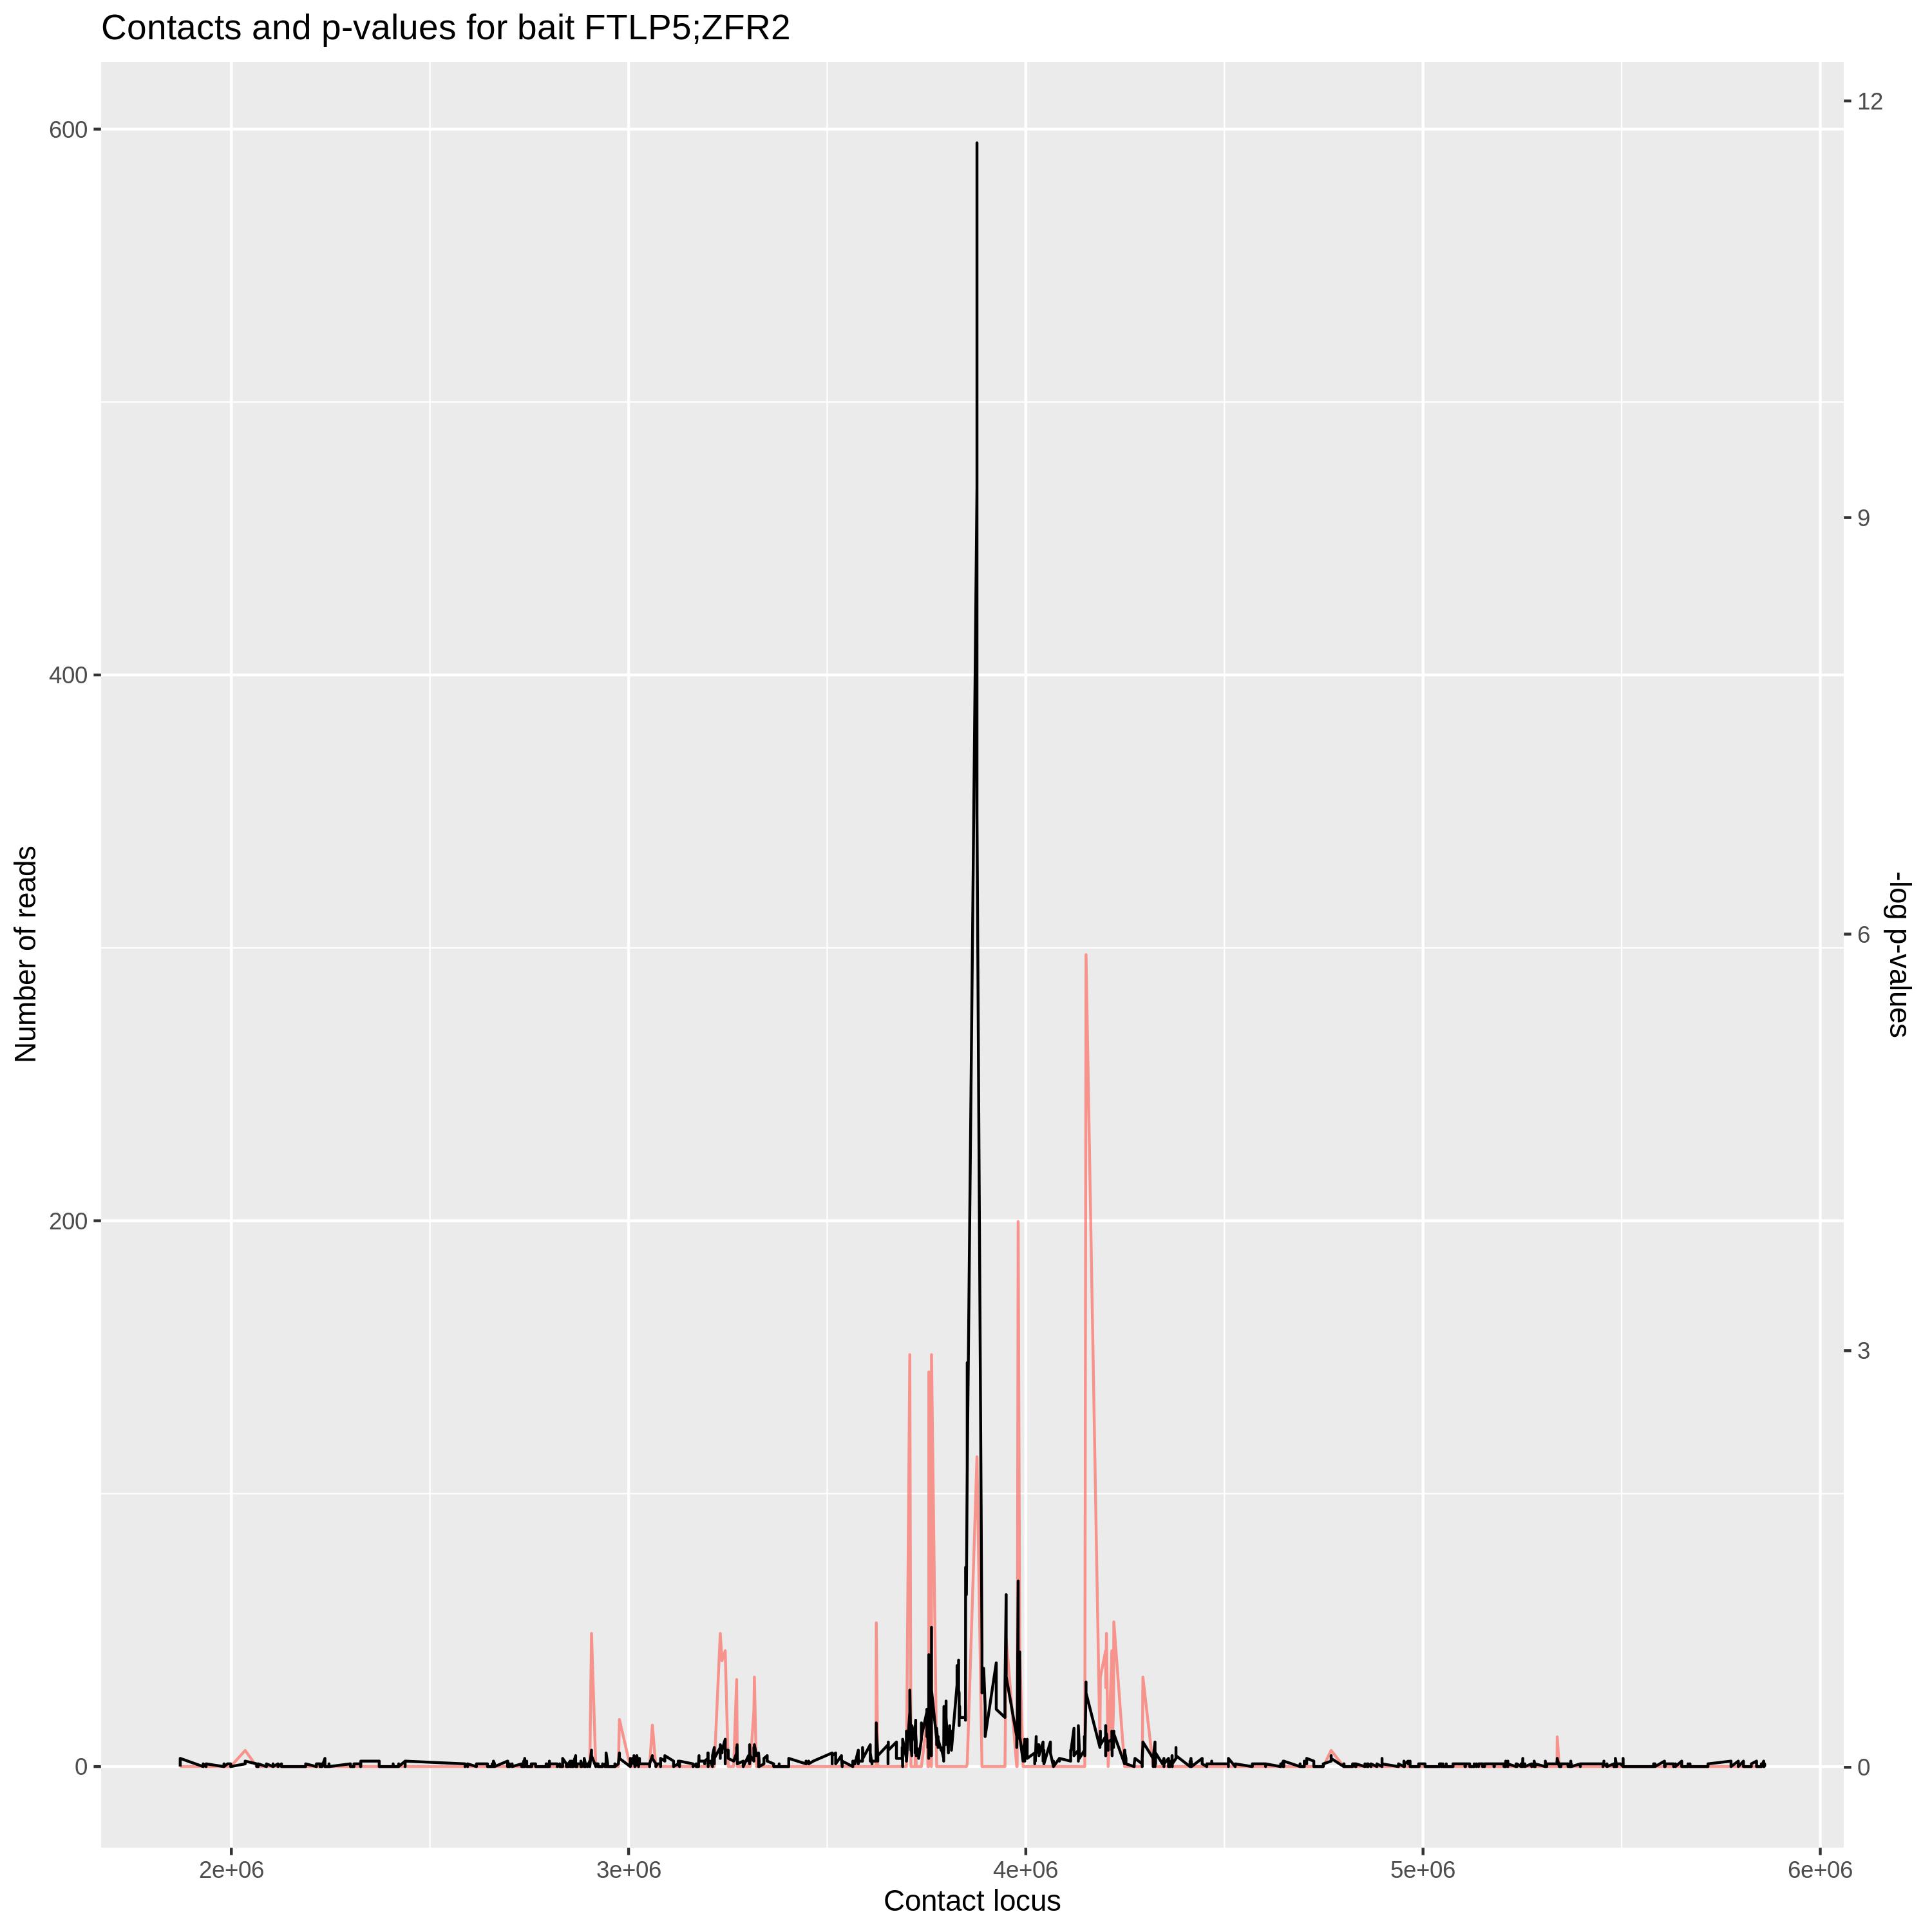 Contacts and p-values for bait FTLP5;ZFR2
600
400
200
0
12
9
6
3
0
Number of reads
-log p-values
2e+06
3e+06
4e+06
5e+06
6e+06
Contact locus